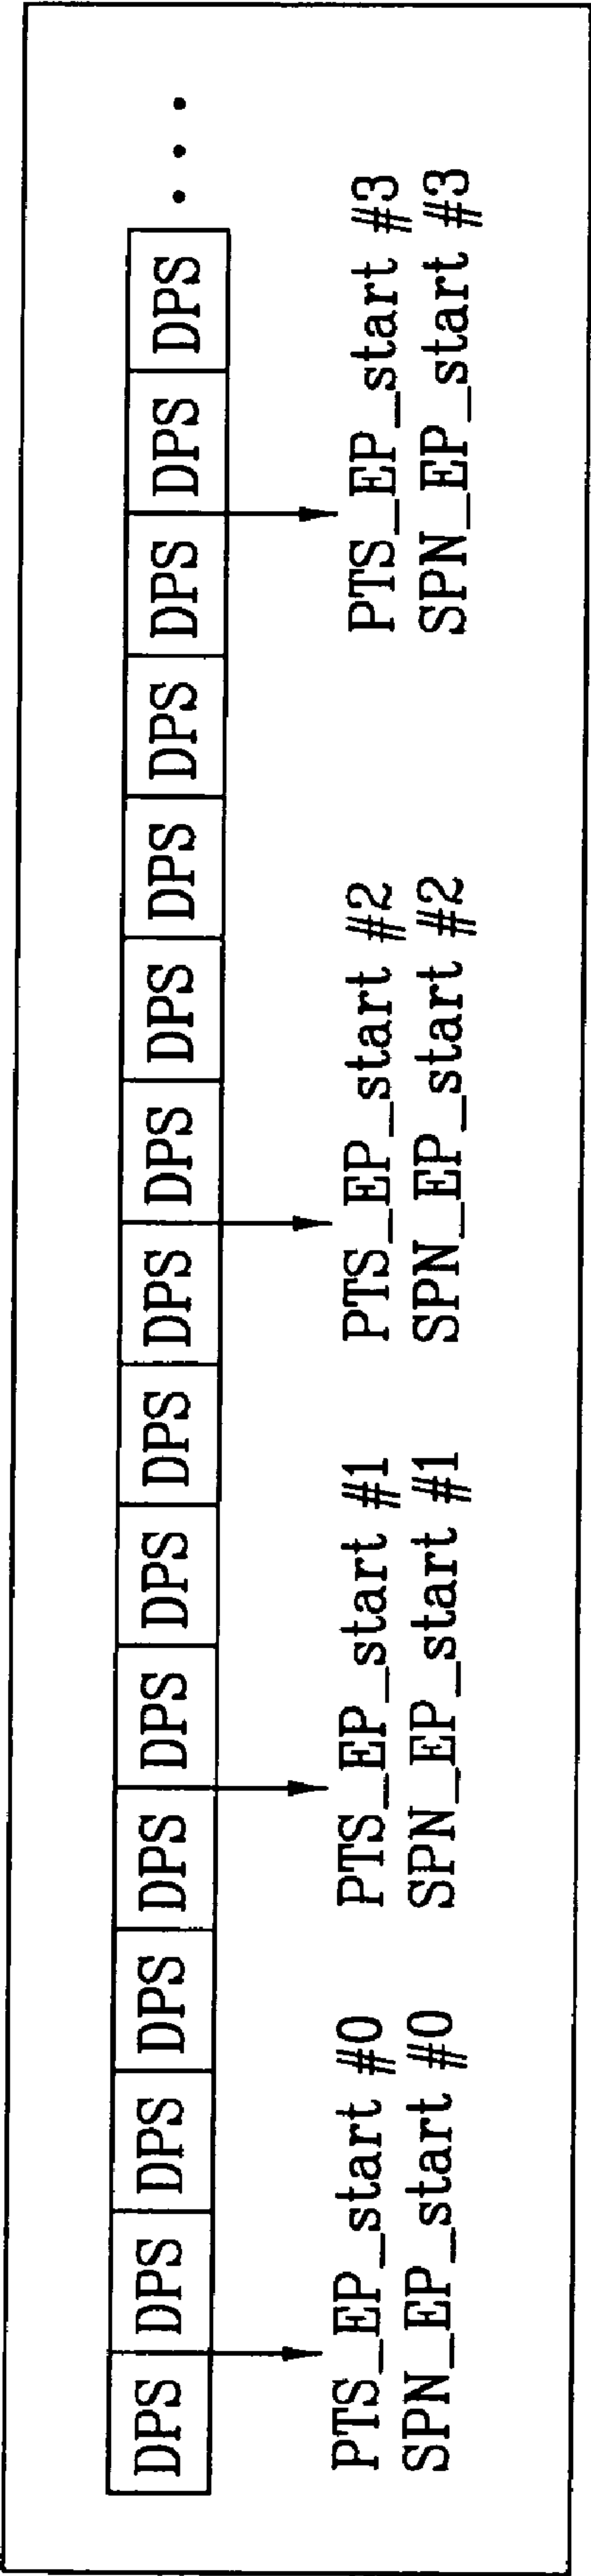 DPS DPS DPS DPS DPS DPS DPS DPS DPS DPS DPS DPS DPS DPS DPS DPS • • •
PTS_EP_start #0 PTS_EP_start #1 PTS_EP_start #2 PTS_EP_start #3
SPN_EP_start #0 SPN_EP_start #1 SPN_EP_start #2 SPN_EP_start #3